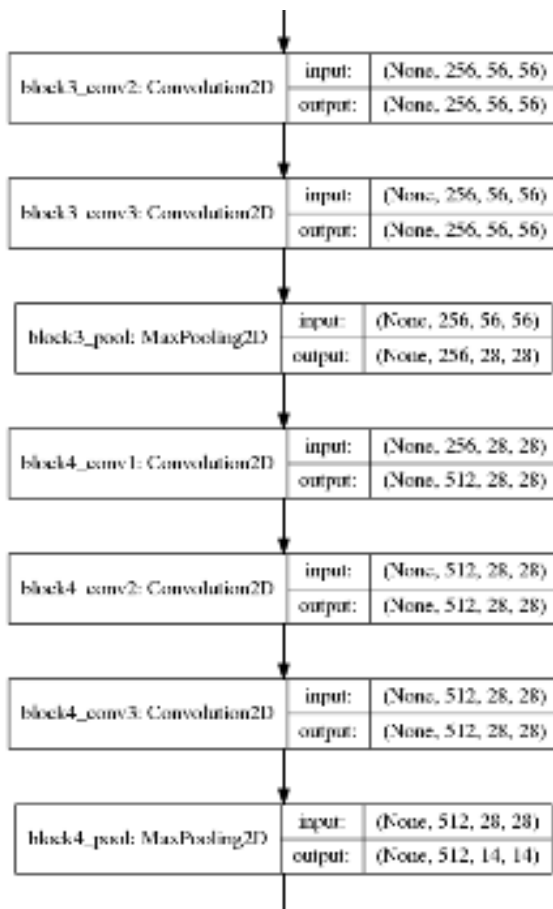 block3_conv2: Convolution2D
input: (None, 256, 56, 56)
output: (None, 256, 56, 56)
block3_conv3: Convolution2D
input: (None, 256, 56, 56)
output: (None, 256, 56, 56)
block3_pool: MaxPooling2D
input: (None, 256, 56, 56)
output: (None, 256, 28, 28)
block4_conv1: Convolution2D
input: (None, 256, 28, 28)
output: (None, 512, 28, 28)
block4_conv2: Convolution2D
input: (None, 512, 28, 28)
output: (None, 512, 28, 28)
block4_conv3: Convolution2D
input: (None, 512, 28, 28)
output: (None, 512, 28, 28)
block4_pool: MaxPooling2D
input: (None, 512, 28, 28)
output: (None, 512, 14, 14)